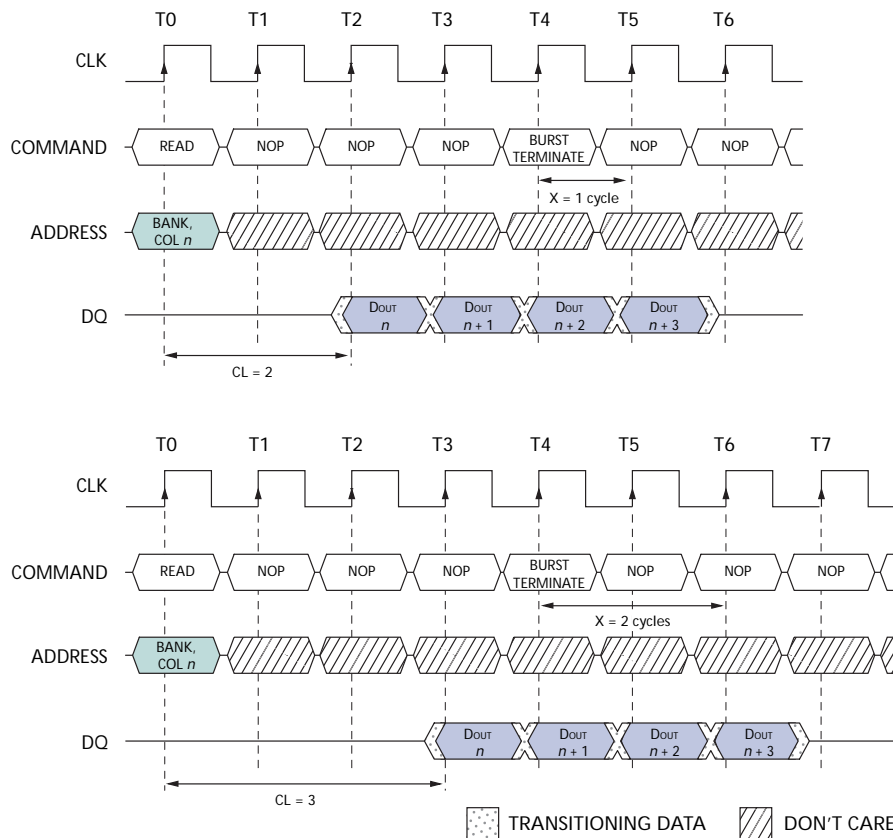 T0 T1 T2 T3 T4 T5 T6
CLK
COMMAND READ NOP NOP NOP BURST TERMINATE NOP NOP
X = 1 cycle
ADDRESS BANK, COL n
DQ DOUT n DOUT n + 1 DOUT n + 2 DOUT n + 3
CL = 2
T0 T1 T2 T3 T4 T5 T6 T7
CLK
COMMAND READ NOP NOP NOP BURST TERMINATE NOP NOP NOP
X = 2 cycles
ADDRESS BANK, COL n
DQ DOUT n DOUT n + 1 DOUT n + 2 DOUT n + 3
CL = 3
TRANSITIONING DATA DON'T CARE